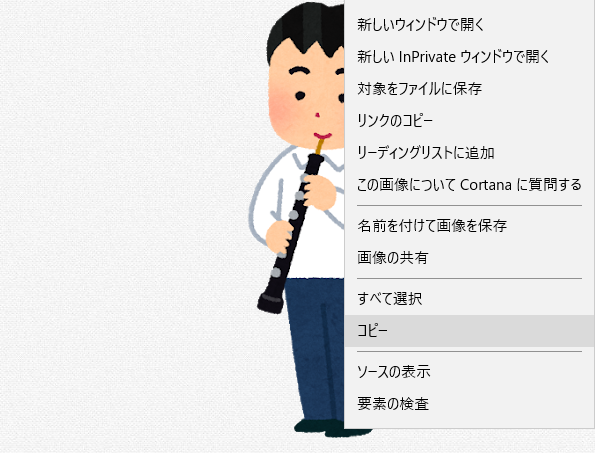 新しいウィンドウで開く
新しい InPrivate ウィンドウで開く
対象をファイルに保存
リンクのコピー
リーディングリストに追加
この画像について Cortana に質問する
名前を付けて画像を保存
画像の共有
すべて選択
コピー
ソースの表示
要素の検査